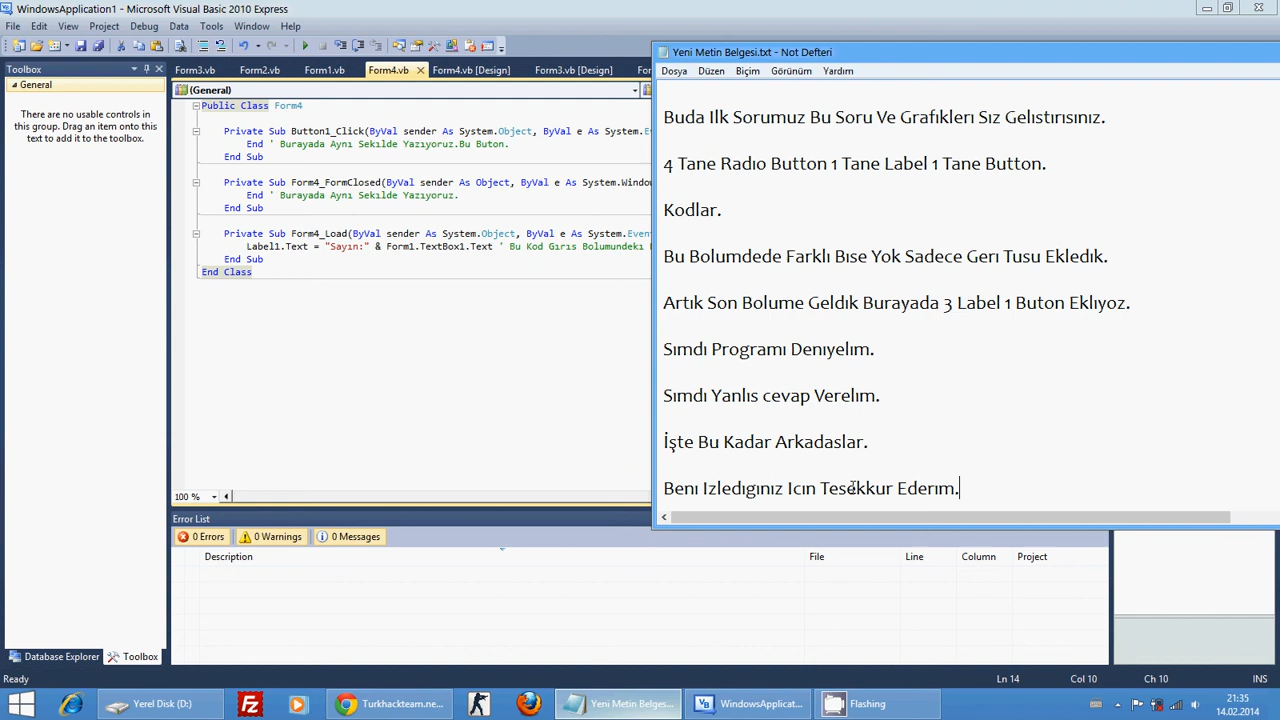 WindowsApplication1 - Microsoft Visual Basic 2010 Express
File Edit View Project Debug Data Tools Window Help
Toolbox
General
There are no usable controls in this group. Drag an item onto this text to add it to the toolbox.
Database Explorer Toolbox
Form3.vb Form2.vb Form1.vb Form4.vb Form4.vb [Design] Form3.vb [Design]
(General)
Public Class Form4
Private Sub Button1_Click(ByVal sender As System.Object, ByVal e As System.
End ' Burayada Aynı Sekılde Yazıyoruz.Bu Buton.
End Sub
Private Sub Form4_FormClosed(ByVal sender As Object, ByVal e As System.
End ' Burayada Aynı Sekılde Yazıyoruz.
End Sub
Private Sub Form4_Load(ByVal sender As System.Object, ByVal e As System.
Label1.Text = "Sayın:" & Form1.TextBox1.Text ' Bu Kod Gırıs Bolumundekı
End Sub
End Class
100 %
Error List
0 Errors 0 Warnings 0 Messages
Description File Line Column Project
Yeni Metin Belgesi.txt - Not Defteri
Dosya Düzen Biçim Görünüm Yardım
Buda Ilk Sorumuz Bu Soru Ve Grafıklerı Sız Gelıstırısınız.
4 Tane Radıo Button 1 Tane Label 1 Tane Button.
Kodlar.
Bu Bolumdede Farklı Bıse Yok Sadece Gerı Tusu Ekledık.
Artık Son Bolume Geldık Burayada 3 Label 1 Buton Eklıyoz.
Sımdı Programı Denıyelım.
Sımdı Yanlıs cevap Verelım.
İşte Bu Kadar Arkadaslar.
Benı Izledıgınız Icın Tesekkur Ederım.
Ready
Ln 14 Col 10 Ch 10 INS
Yerel Disk (D:) Turkhackteam.ne... Yeni Metin Belges... WindowsApplicat... Flashing
21:35
14.02.2014